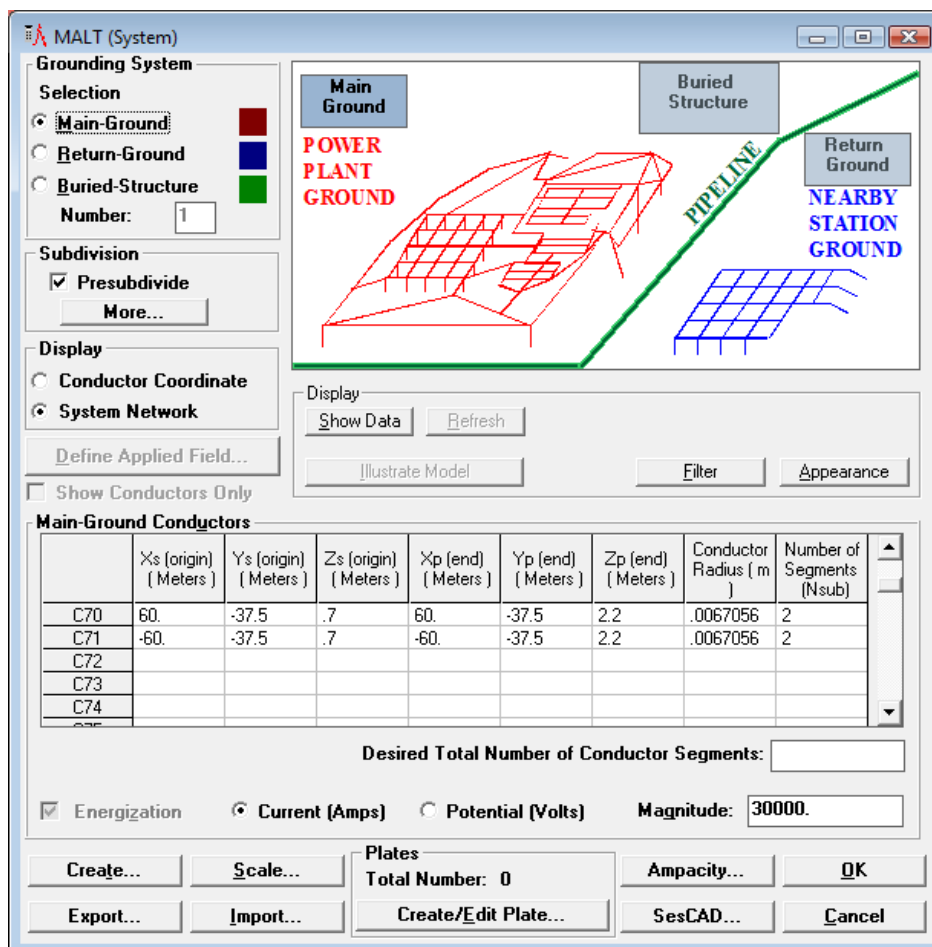 MALT (System)
Grounding System
Selection
Main-Ground
Return-Ground
Buried-Structure
Number: 1
Subdivision
Presubdivide
More...
Display
Conductor Coordinate
System Network
Define Applied Field...
Show Conductors Only
Main
Ground
POWER
PLANT
GROUND
Buried
Structure
PIPELINE
Return
Ground
NEARBY
STATION
GROUND
Display
Show Data Refresh
Illustrate Model Filter Appearance
Main-Ground Conductors
Xs (origin) Ys (origin) Zs (origin) Xp (end) Yp (end) Zp (end) Conductor Number of
( Meters ) ( Meters ) ( Meters ) ( Meters ) ( Meters ) ( Meters ) Radius ( m Segments
) (Nsub)
C70 60. -37.5 .7 60. -37.5 2.2 .0067056 2
C71 -60. -37.5 .7 -60. -37.5 2.2 .0067056 2
C72
C73
C74
C75
Desired Total Number of Conductor Segments:
Energization Current (Amps) Potential (Volts) Magnitude: 30000.
Create... Scale... Plates Ampacity... OK
Total Number: 0
Export... Import... Create/Edit Plate... SesCAD... Cancel